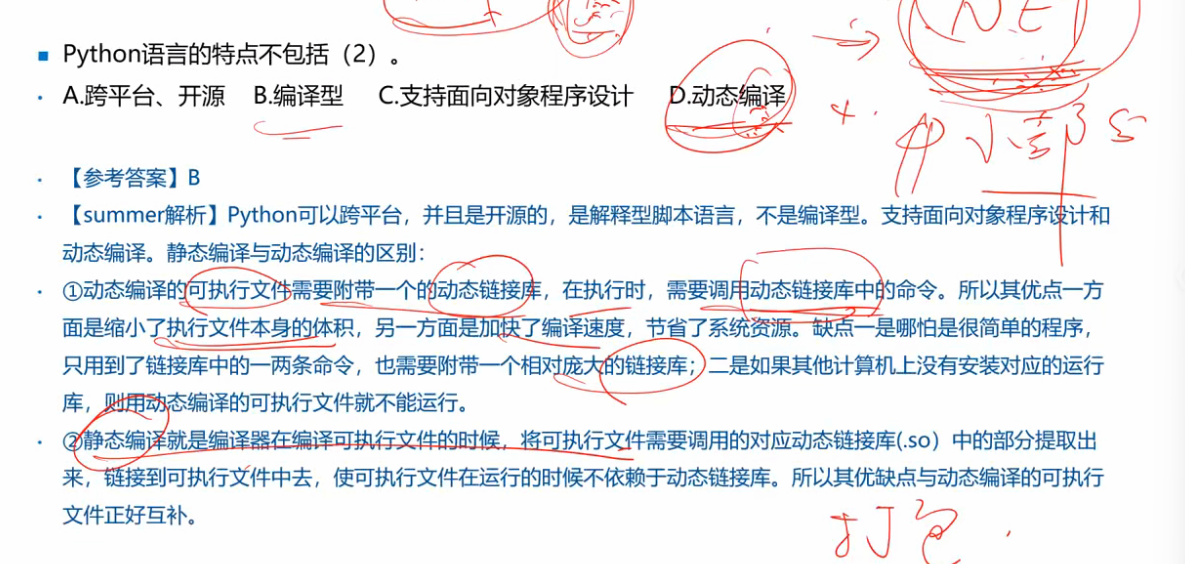 NE
Python语言的特点不包括（2）。
A.跨平台、开源 B.编译型 C.支持面向对象程序设计 D.动态编译
中小部
【参考答案】B
【summer解析】Python可以跨平台，并且是开源的，是解释型脚本语言，不是编译型。支持面向对象程序设计和
动态编译。静态编译与动态编译的区别：
①动态编译的可执行文件需要附带一个的动态链接库，在执行时，需要调用动态链接库中的命令。所以其优点一方
面是缩小了执行文件本身的体积，另一方面是加快了编译速度，节省了系统资源。缺点一是哪怕是很简单的程序，
只用到了链接库中的一两条命令，也需要附带一个相对庞大的链接库；二是如果其他计算机上没有安装对应的运行
库，则用动态编译的可执行文件就不能运行。
②静态编译就是编译器在编译可执行文件的时候，将可执行文件需要调用的对应动态链接库(.so）中的部分提取出
来，链接到可执行文件中去，使可执行文件在运行的时候不依赖于动态链接库。所以其优缺点与动态编译的可执行
文件正好互补。
打包